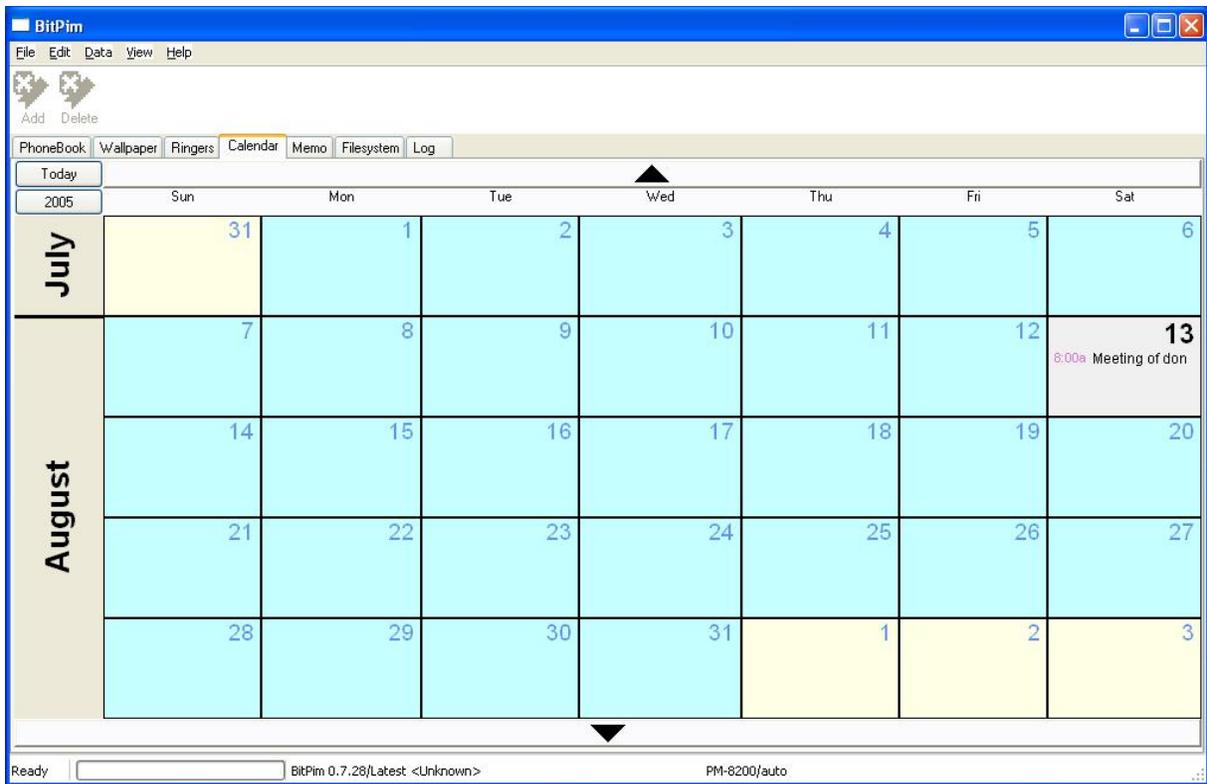 BitPim
File Edit Data View Help
Add Delete
PhoneBook Wallpaper Ringers Calendar Memo Filesystem Log
Today
2005 Sun Mon Tue Wed Thu Fri Sat
July
31 1 2 3 4 5 6
August
7 8 9 10 11 12 13
8:00a Meeting of don
14 15 16 17 18 19 20
21 22 23 24 25 26 27
28 29 30 31 1 2 3
Ready BitPim 0.7.28/Latest <Unknown> PM-8200/auto